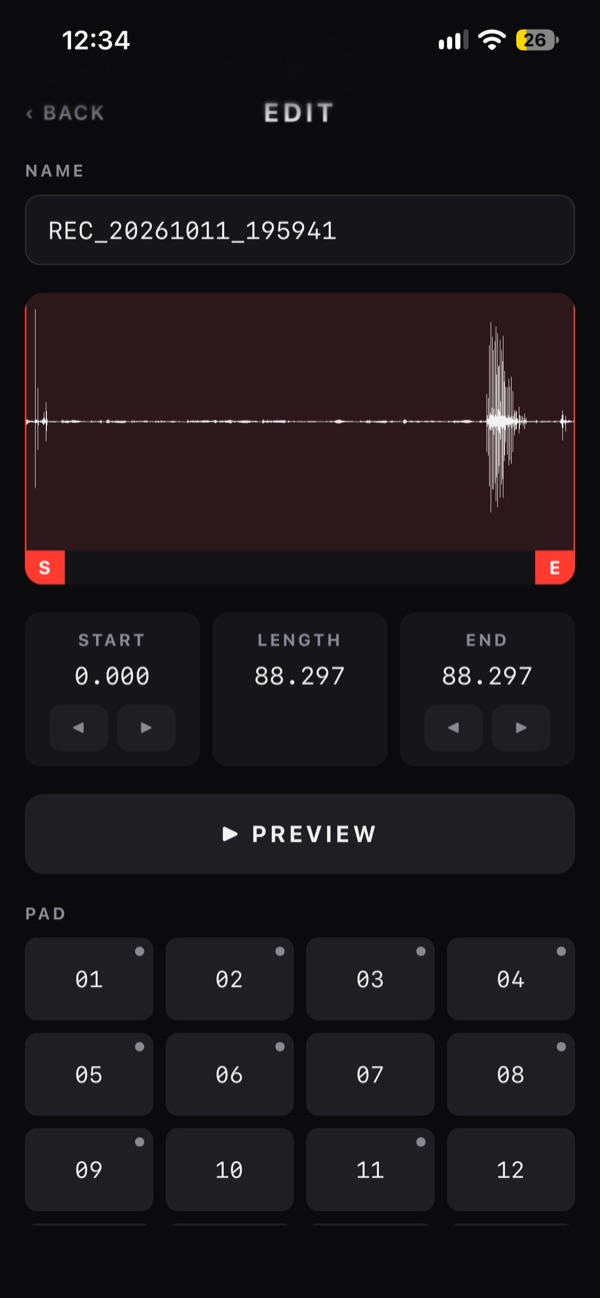 12:34
26
‹ BACK
EDIT
NAME
REC_20261011_195941
S
E
START
LENGTH
END
0.000
88.297
88.297
PREVIEW
PAD
01
02
03
04
05
06
07
08
09
10
11
12